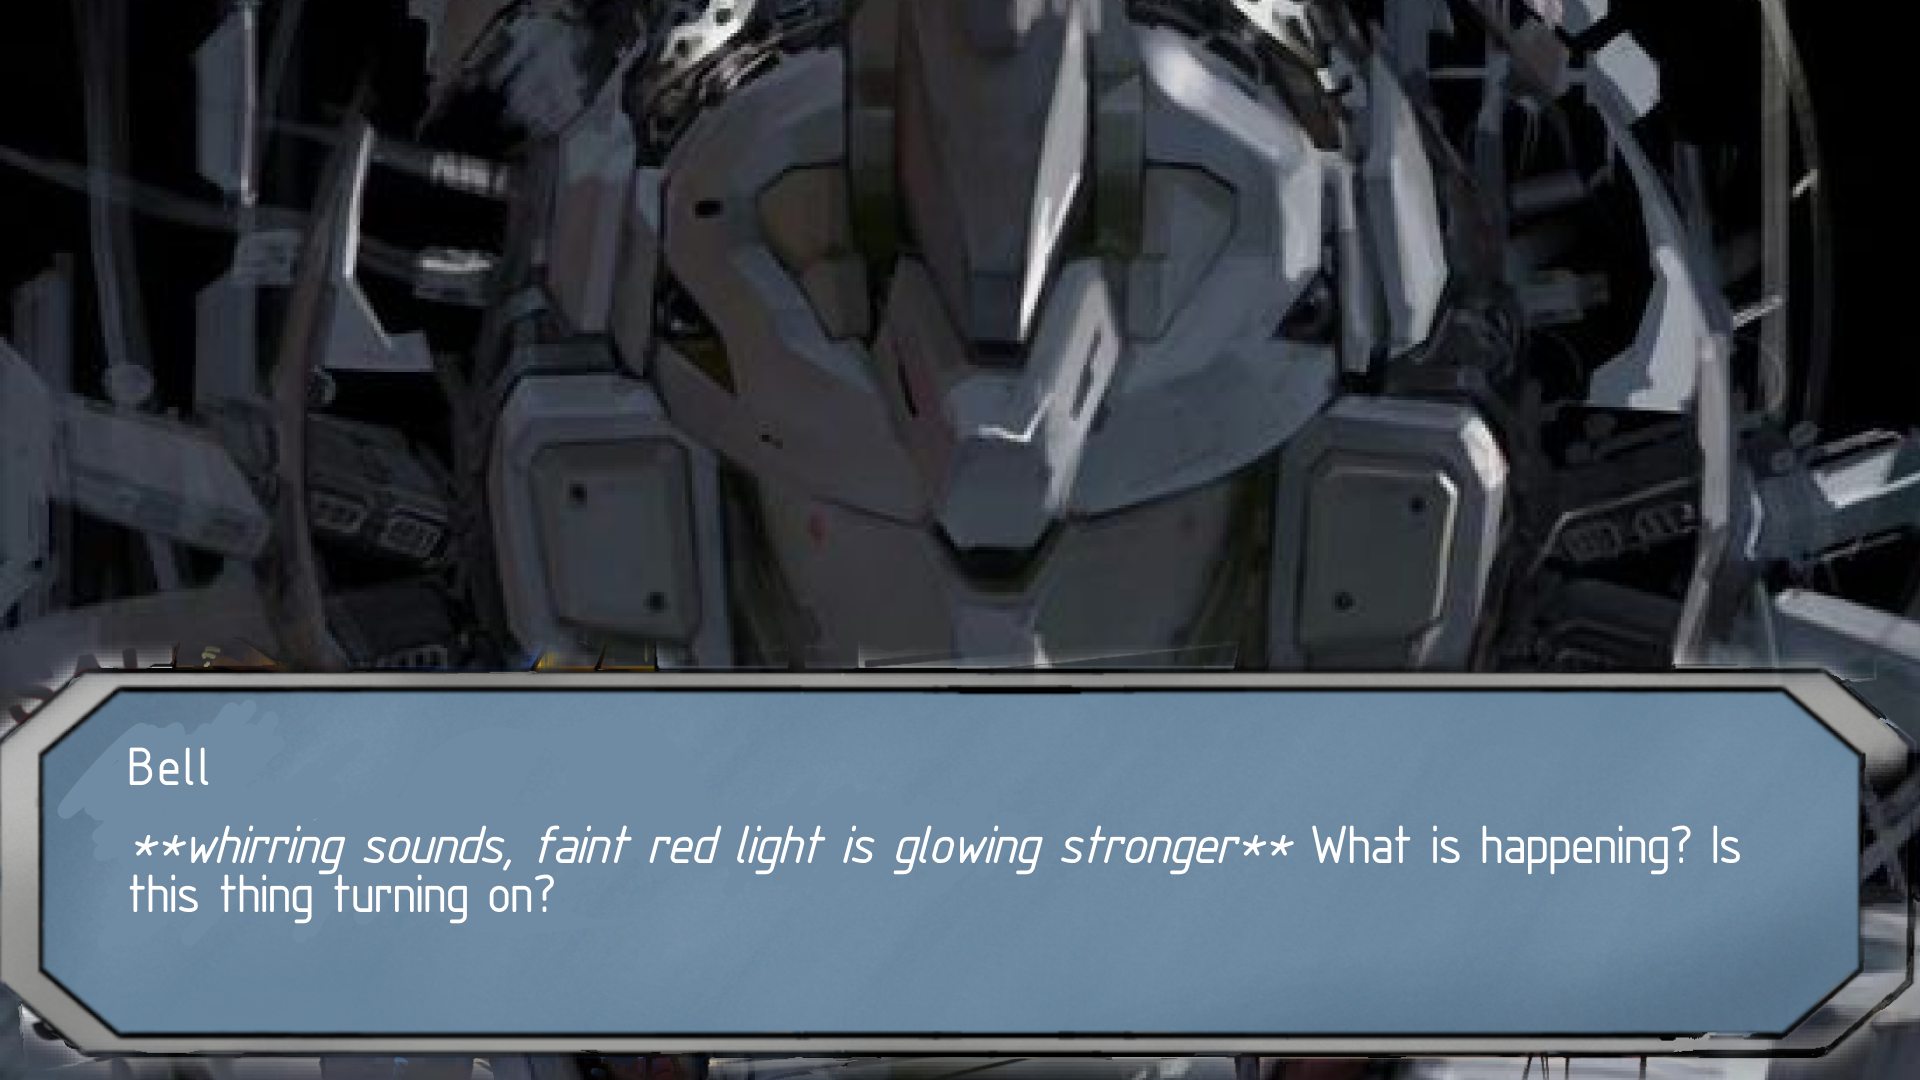 Bell
**whirring sounds, faint red light is glowing stronger** What is happening? Is
this thing turning on?